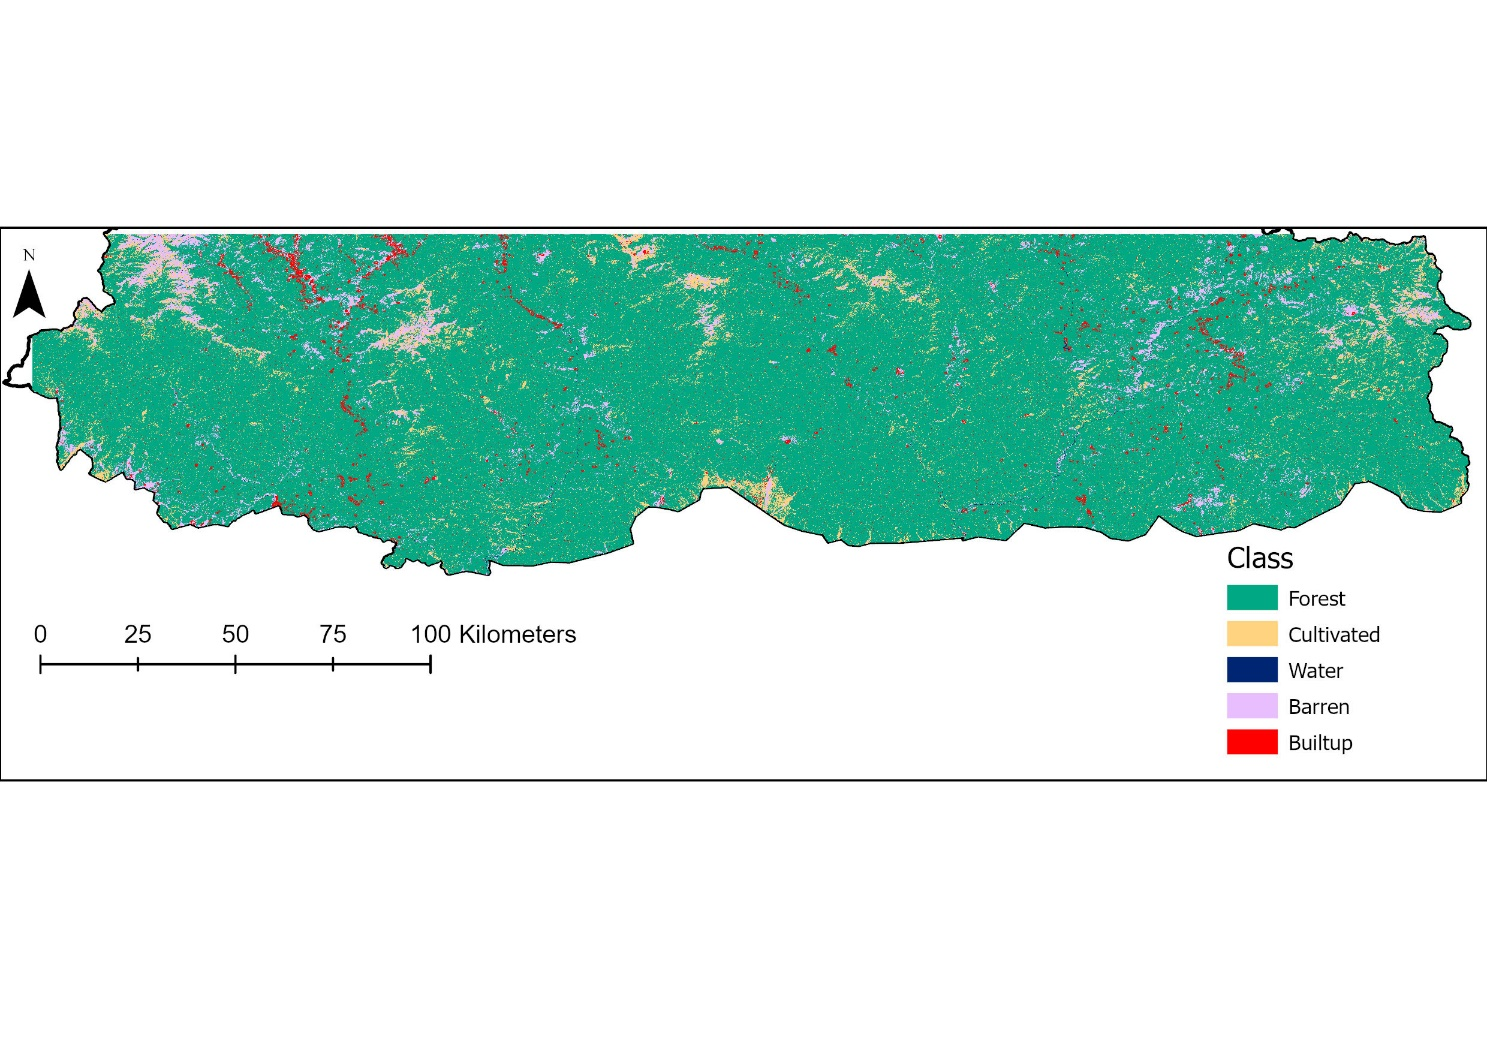 N
0 25 50 75 100 Kilometers
Class
Forest
Cultivated
Water
Barren
Builtup